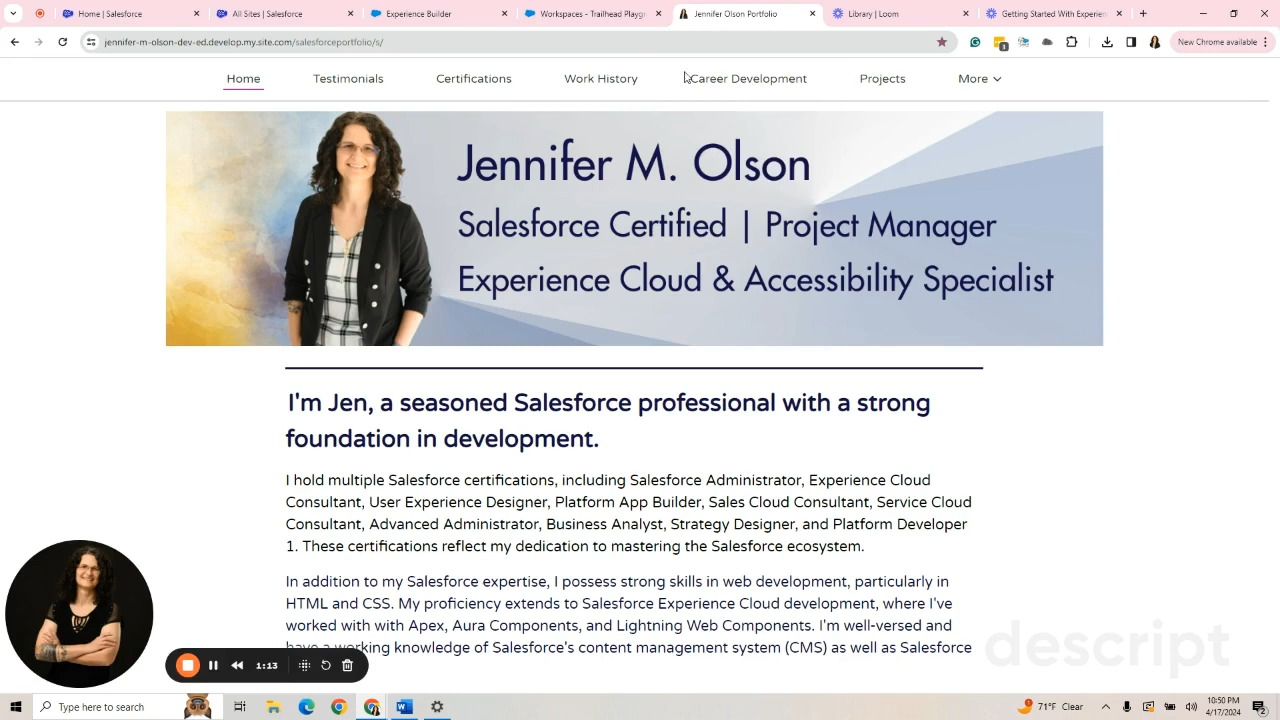 Home | Salesforce
All Sites | Salesforce
Experience Builder
Workspaces - Trailhead Playgr
Jennifer Olson Portfolio
Library | Loom
Getting Started With Experien
jennifer-m-olson-dev-ed.develop.my.site.com/salesforceportfolio/s/
1
New Chrome available
Home
Testimonials
Certifications
Work History
Career Development
Projects
More
Jennifer M. Olson
Salesforce Certified | Project Manager
Experience Cloud & Accessibility Specialist
I'm Jen, a seasoned Salesforce professional with a strong
foundation in development.
I hold multiple Salesforce certifications, including Salesforce Administrator, Experience Cloud
Consultant, User Experience Designer, Platform App Builder, Sales Cloud Consultant, Service Cloud
Consultant, Advanced Administrator, Business Analyst, Strategy Designer, and Platform Developer
1. These certifications reflect my dedication to mastering the Salesforce ecosystem.
In addition to my Salesforce expertise, I possess strong skills in web development, particularly in
HTML and CSS. My proficiency extends to Salesforce Experience Cloud development, where I've
worked with with Apex, Aura Components, and Lightning Web Components. I'm well-versed and
have a working knowledge of Salesforce's content management system (CMS) as well as Salesforce
descript
1:13
Type here to search
71°F Clear
10:50 PM
4/17/2024
2